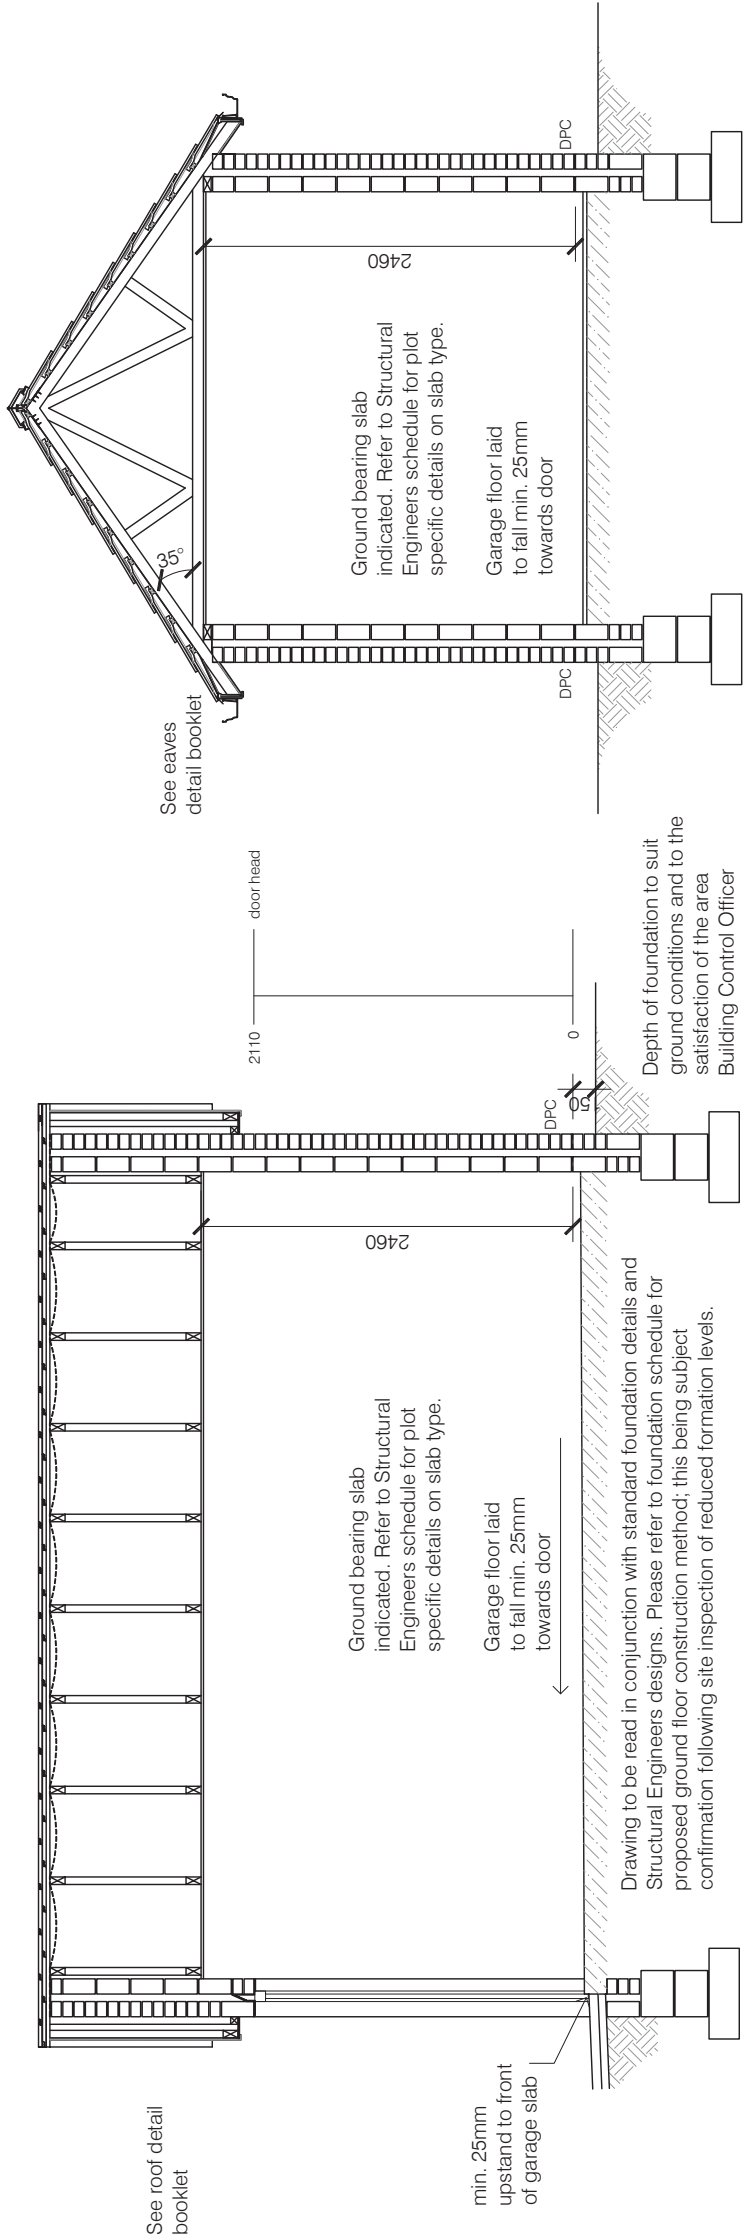 See roof detail
booklet
min. 25mm
upstand to front
of garage slab
Ground bearing slab
indicated. Refer to Structural
Engineers schedule for plot
specific details on slab type.
Garage floor laid
to fall min. 25mm
towards door
2460
DPC
50
Drawing to be read in conjunction with standard foundation details and
Structural Engineers designs. Please refer to foundation schedule for
proposed ground floor construction method; this being subject
confirmation following site inspection of reduced formation levels.
2110
door head
0
Depth of foundation to suit
ground conditions and to the
satisfaction of the area
Building Control Officer
See eaves
detail booklet
35°
DPC
Ground bearing slab
indicated. Refer to Structural
Engineers schedule for plot
specific details on slab type.
Garage floor laid
to fall min. 25mm
towards door
2460
DPC